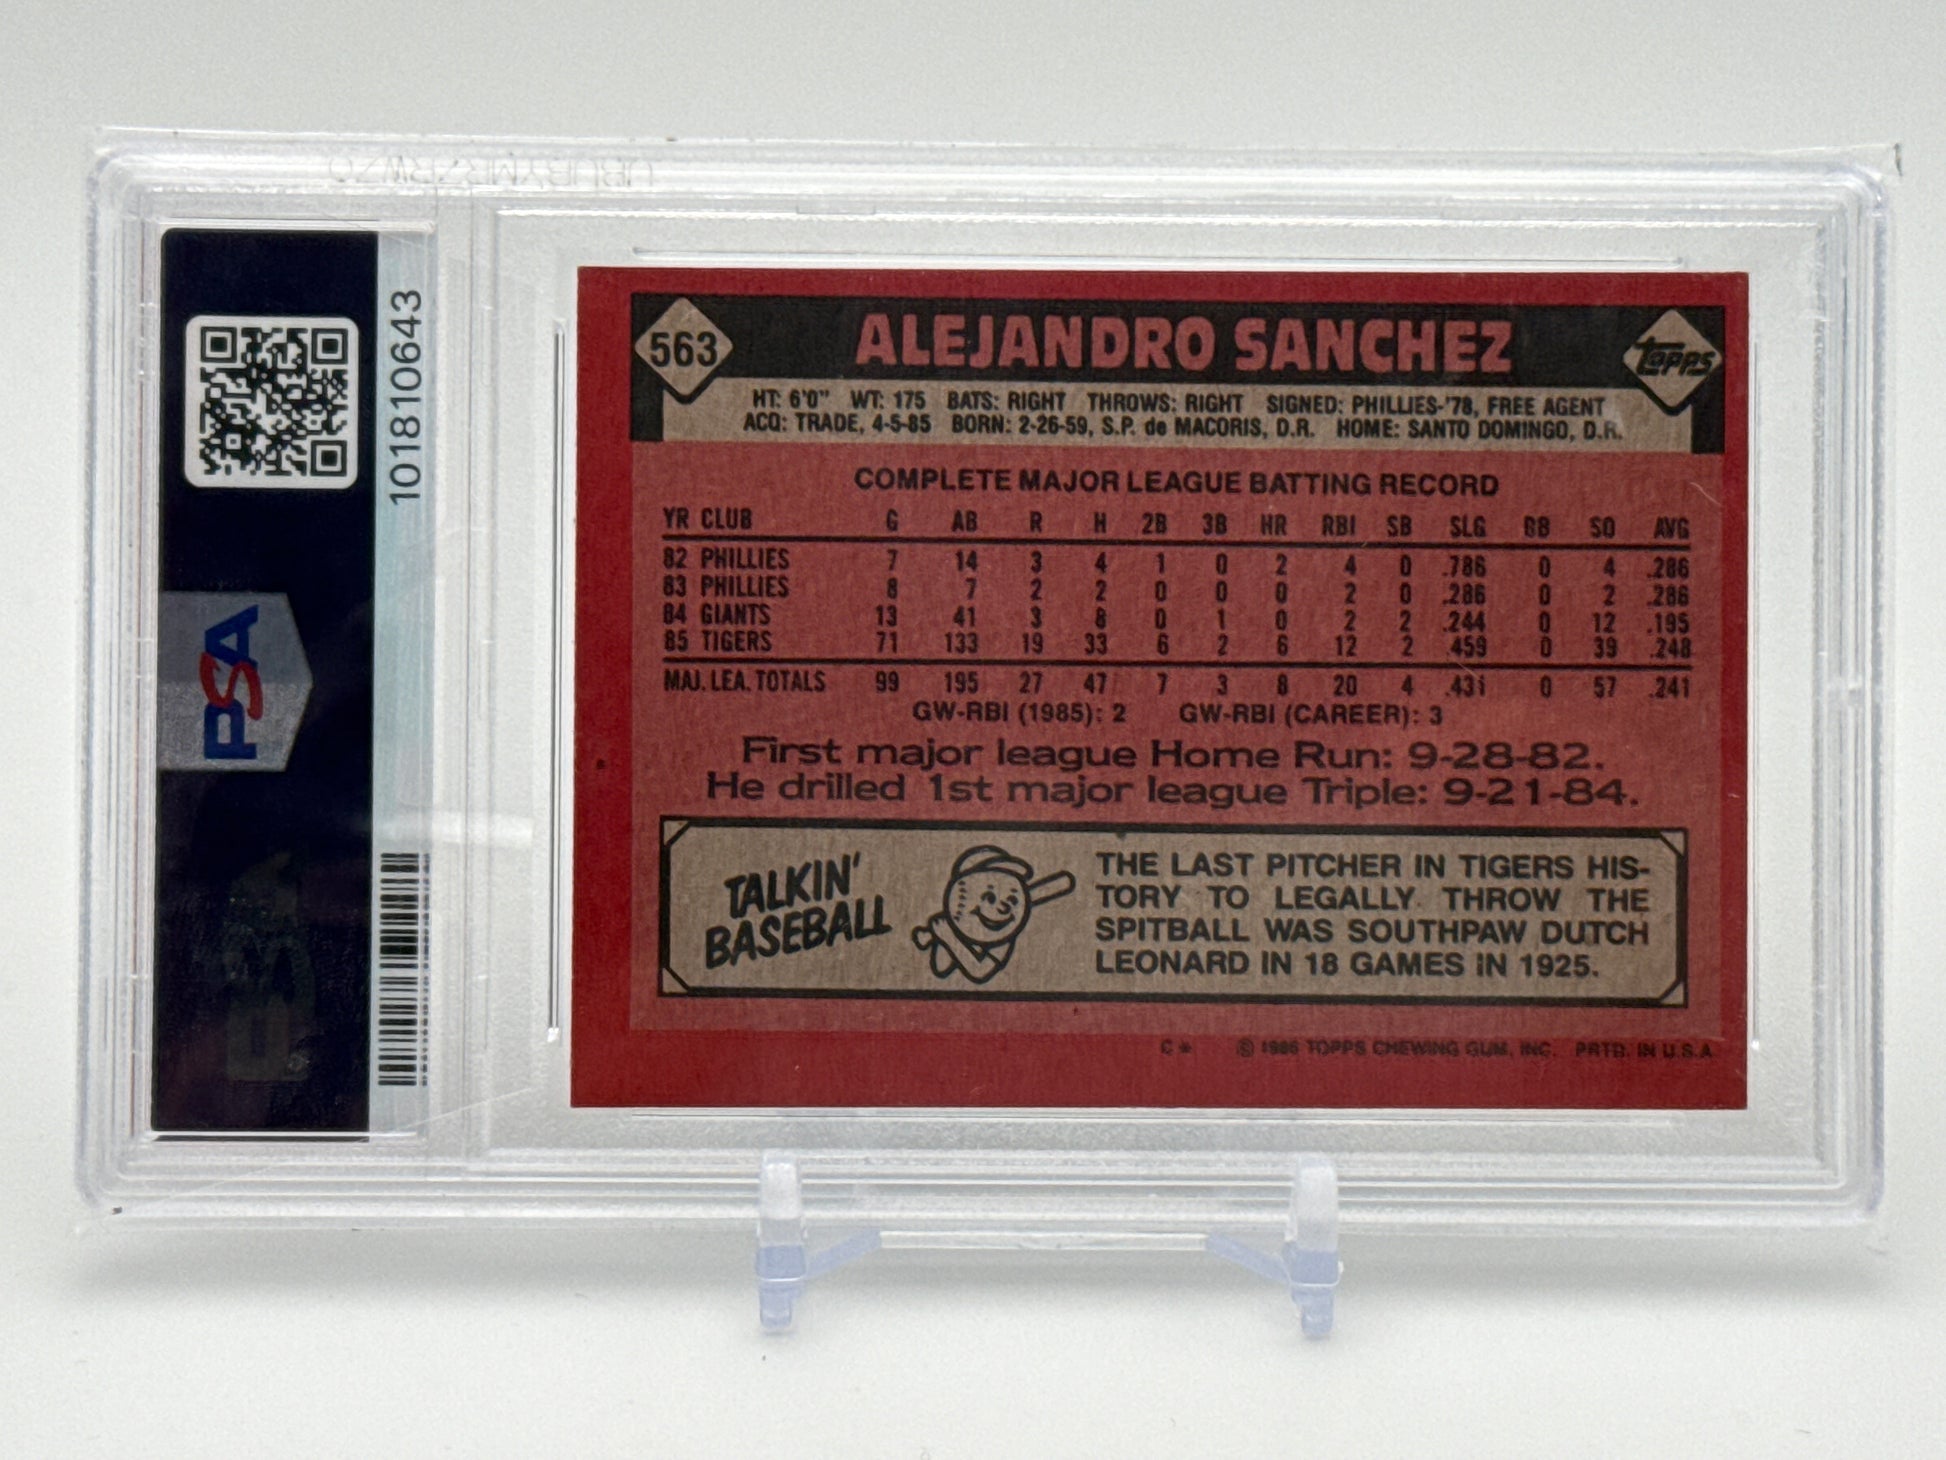 101810643
PSA
563
ALEJANDRO SANCHEZ
TOPPS
HT: 6'0" WT: 175 BATS: RIGHT THROWS: RIGHT SIGNED: PHILLIES-'78, FREE AGENT
ACQ: TRADE, 4-5-85 BORN: 2-26-59, S.P. de MACORIS, D.R. HOME: SANTO DOMINGO, D.R.
COMPLETE MAJOR LEAGUE BATTING RECORD
YR CLUB G AB R H 2B 3B HR RBI SB SLG BB SO AVG
82 PHILLIES 7 14 3 4 1 0 2 4 0 .786 0 4 .286
83 PHILLIES 8 7 2 2 0 0 0 2 0 .286 0 2 .286
84 GIANTS 13 41 3 8 0 1 0 2 2 .244 0 12 .195
85 TIGERS 71 133 19 33 6 2 6 12 2 .459 0 39 .248
MAJ. LEA. TOTALS 99 195 27 47 7 3 8 20 4 .431 0 57 .241
GW-RBI (1985): 2 GW-RBI (CAREER): 3
First major league Home Run: 9-28-82.
He drilled 1st major league Triple: 9-21-84.
TALKIN'
BASEBALL
THE LAST PITCHER IN TIGERS HIS-
TORY TO LEGALLY THROW THE
SPITBALL WAS SOUTHPAW DUTCH
LEONARD IN 18 GAMES IN 1925.
C * © 1986 TOPPS CHEWING GUM, INC. PRTD. IN U.S.A